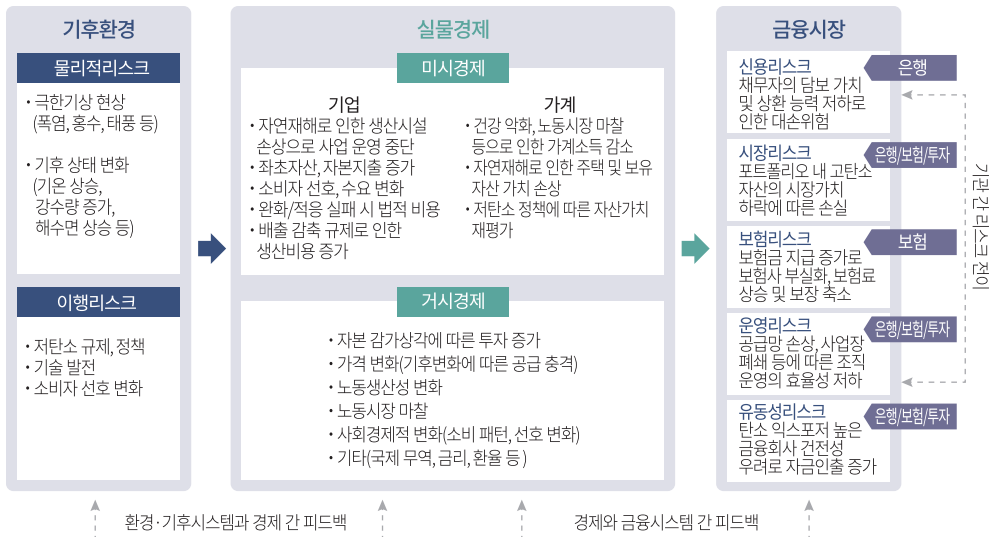 기후환경
물리적리스크
• 극한기상 현상
(폭염, 홍수, 태풍 등)
• 기후 상태 변화
(기온 상승,
강수량 증가,
해수면 상승 등)
이행리스크
• 저탄소 규제, 정책
• 기술 발전
• 소비자 선호 변화
실물경제
미시경제
기업
• 자연재해로 인한 생산시설
손상으로 사업 운영 중단
• 좌초자산, 자본지출 증가
• 소비자 선호, 수요 변화
• 완화/적응 실패 시 법적 비용
• 배출 감축 규제로 인한
생산비용 증가
가계
• 건강 악화, 노동시장 마찰
등으로 인한 가계소득 감소
• 자연재해로 인한 주택 및 보유
자산 가치 손상
• 저탄소 정책에 따른 자산가치
재평가
거시경제
• 자본 감가상각에 따른 투자 증가
• 가격 변화(기후변화에 따른 공급 충격)
• 노동생산성 변화
• 노동시장 마찰
• 사회경제적 변화(소비 패턴, 선호 변화)
• 기타(국제 무역, 금리, 환율 등 )
금융시장
신용리스크
은행
채무자의 담보 가치
및 상환 능력 저하로
인한 대손위험
시장리스크
은행/보험/투자
포트폴리오 내 고탄소
자산의 시장가치
하락에 따른 손실
보험리스크
보험
보험금 지급 증가로
보험사 부실화, 보험료
상승 및 보장 축소
운영리스크
은행/보험/투자
공급망 손상, 사업장
폐쇄 등에 따른 조직
운영의 효율성 저하
유동성리스크
은행/보험/투자
탄소 익스포저 높은
금융회사 건전성
우려로 자금인출 증가
기관 간 리스크 전이
환경·기후시스템과 경제 간 피드백
경제와 금융시스템 간 피드백